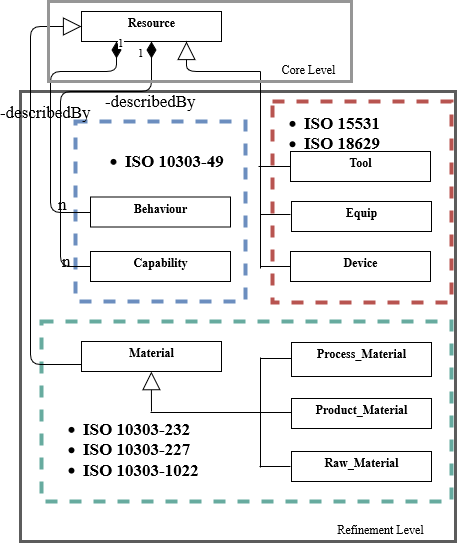 Resource
1
1
Core Level
-describedBy
-describedBy
• ISO 15531
• ISO 18629
• ISO 10303-49
Tool
n
Behaviour
Equip
n
Capability
Device
Material
Process_Material
Product_Material
• ISO 10303-232
• ISO 10303-227
• ISO 10303-1022
Raw_Material
Refinement Level